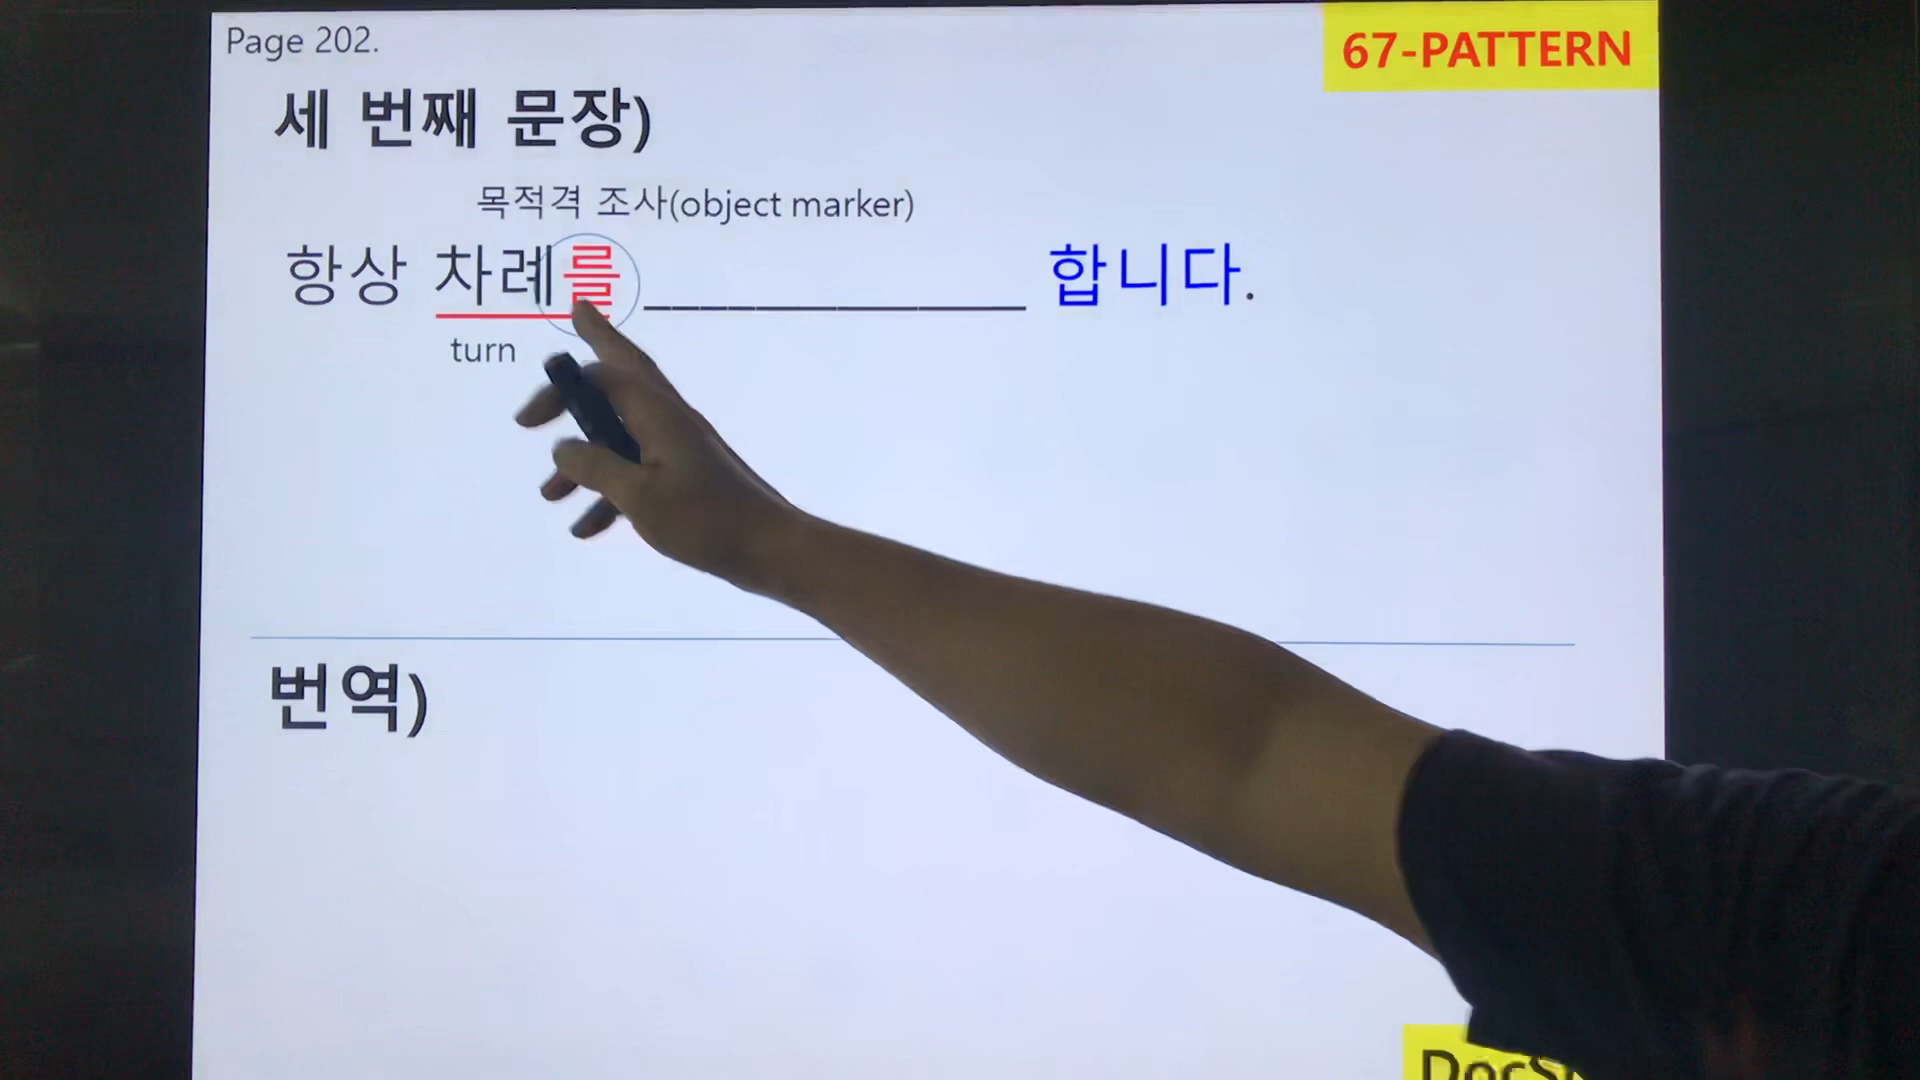 Page 202.
67-PATTERN
세 번째 문장)
목적격 조사(object marker)
항상 차례를 ______________ 합니다.
turn
번역)